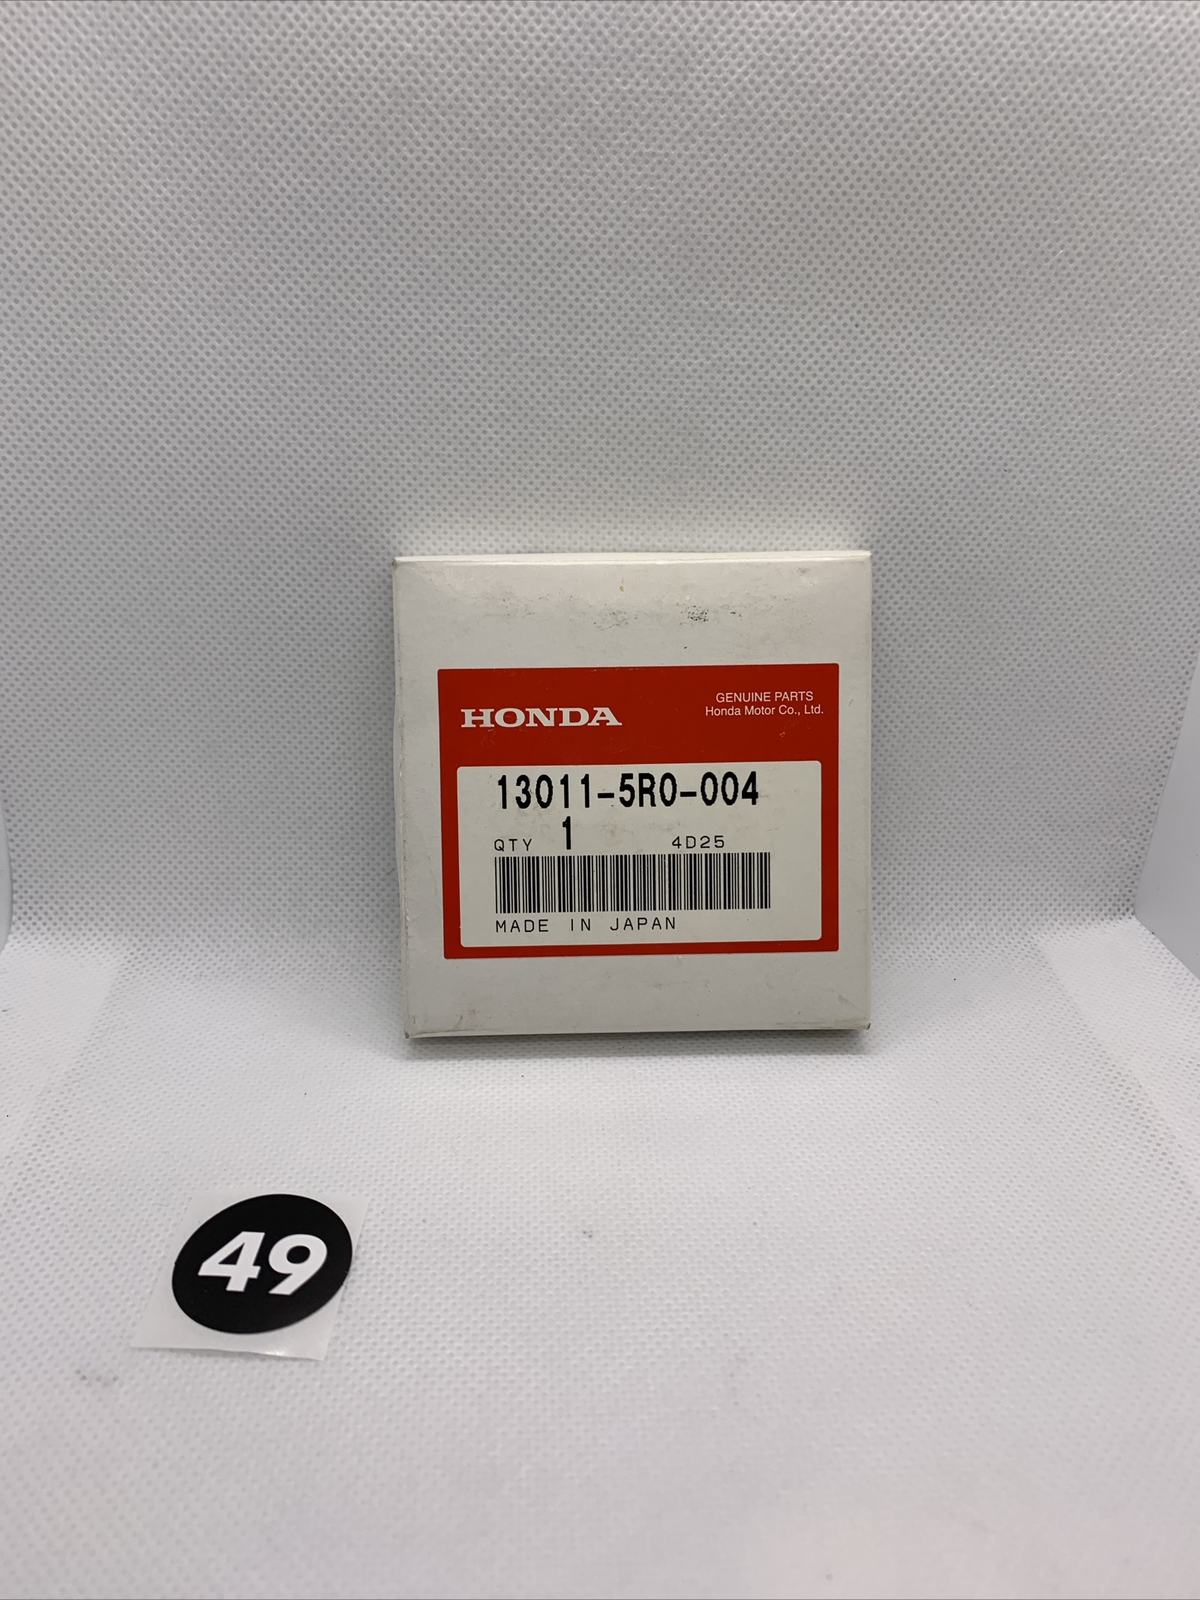 HONDA
GENUINE PARTS
Honda Motor Co., Ltd.
13011-5R0-004
QTY 1 4D25
MADE IN JAPAN
49